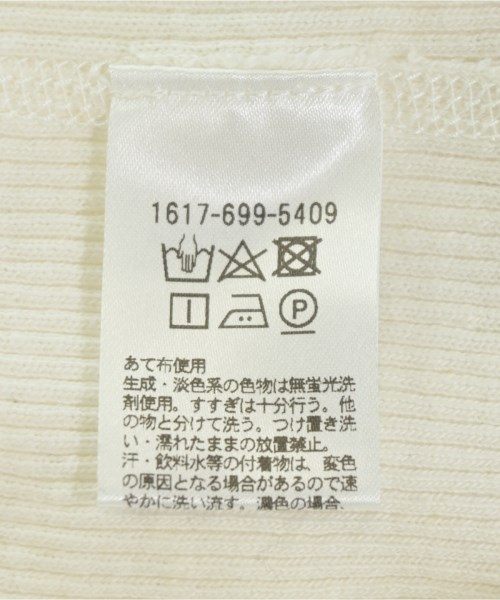 1617-699-5409
P
あて布使用
生成・淡色系の色物は無蛍光洗
剤使用。すすぎは十分行う。他
の物と分けて洗う。つけ置き洗
い・濡れたままの放置禁止。
汗・飲料水等の付着物は、変色
の原因となる場合があるので速
やかに洗い流す。濃色の場合、